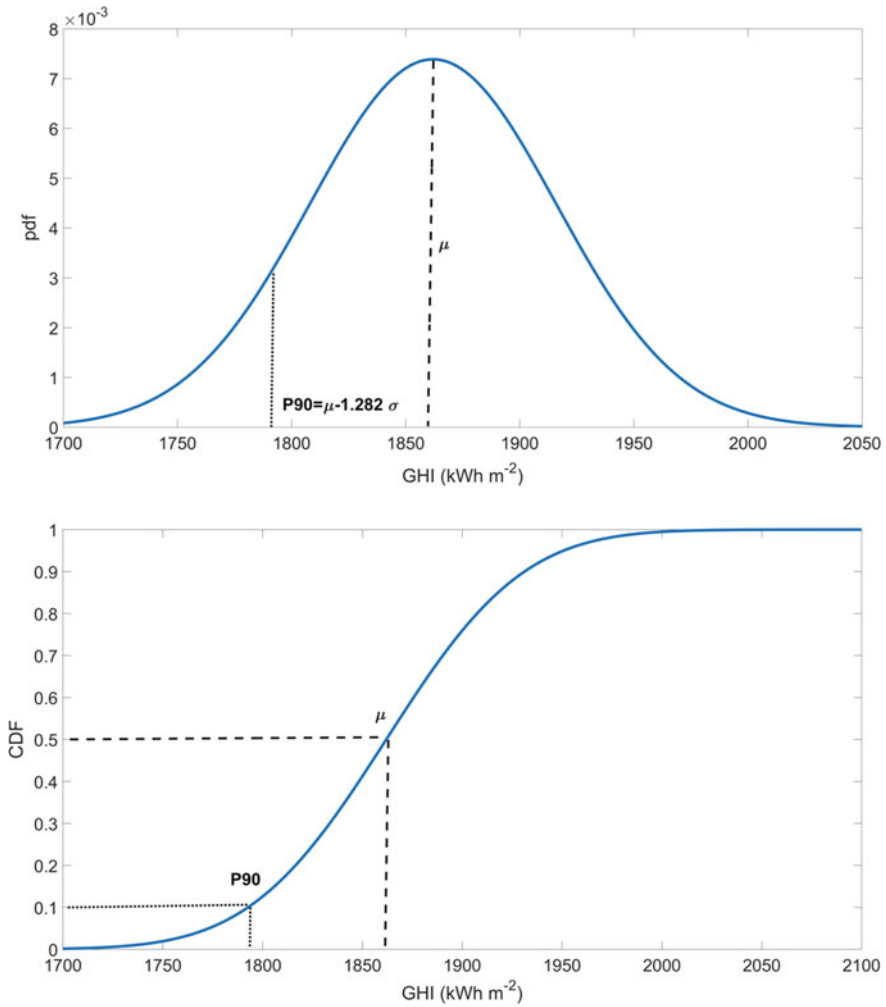 ×10⁻³
8
7
6
5
4
3
2
1
0
pdf
μ
P90=μ-1.282 σ
1700 1750 1800 1850 1900 1950 2000 2050
GHI (kWh m⁻²)
1
0.9
0.8
0.7
0.6
0.5
0.4
0.3
0.2
0.1
0
CDF
μ
P90
1700 1750 1800 1850 1900 1950 2000 2050 2100
GHI (kWh m⁻²)